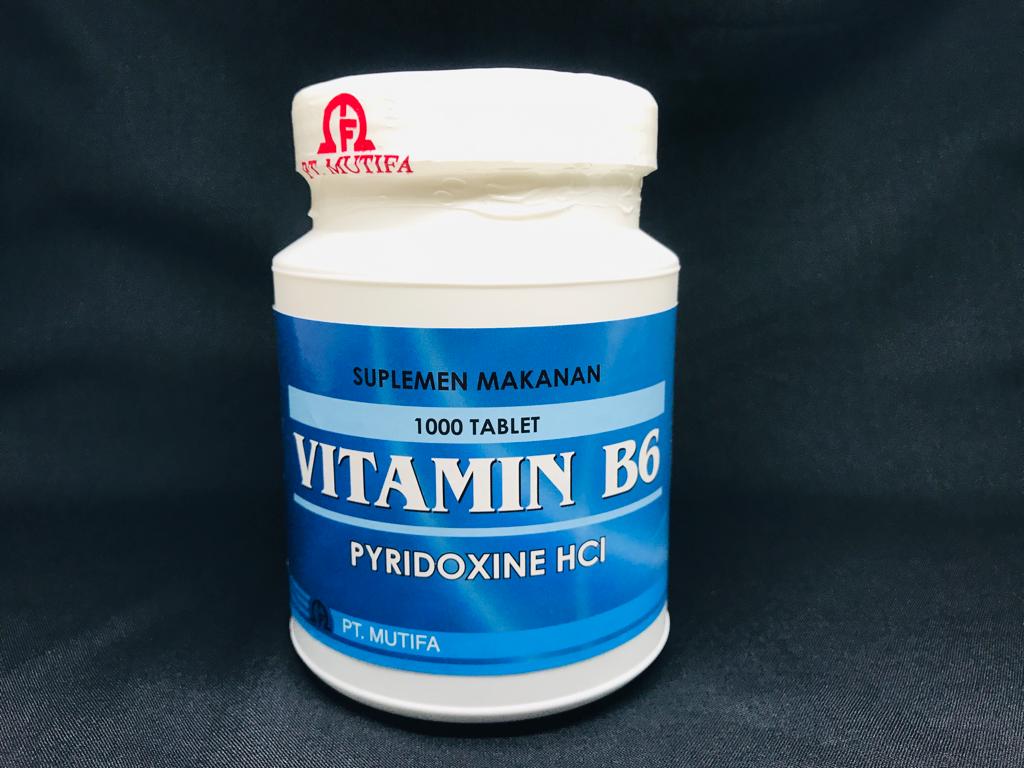 PT. MUTIFA
SUPLEMEN MAKANAN
1000 TABLET
VITAMIN B6
PYRIDOXINE HCl
PT. MUTIFA